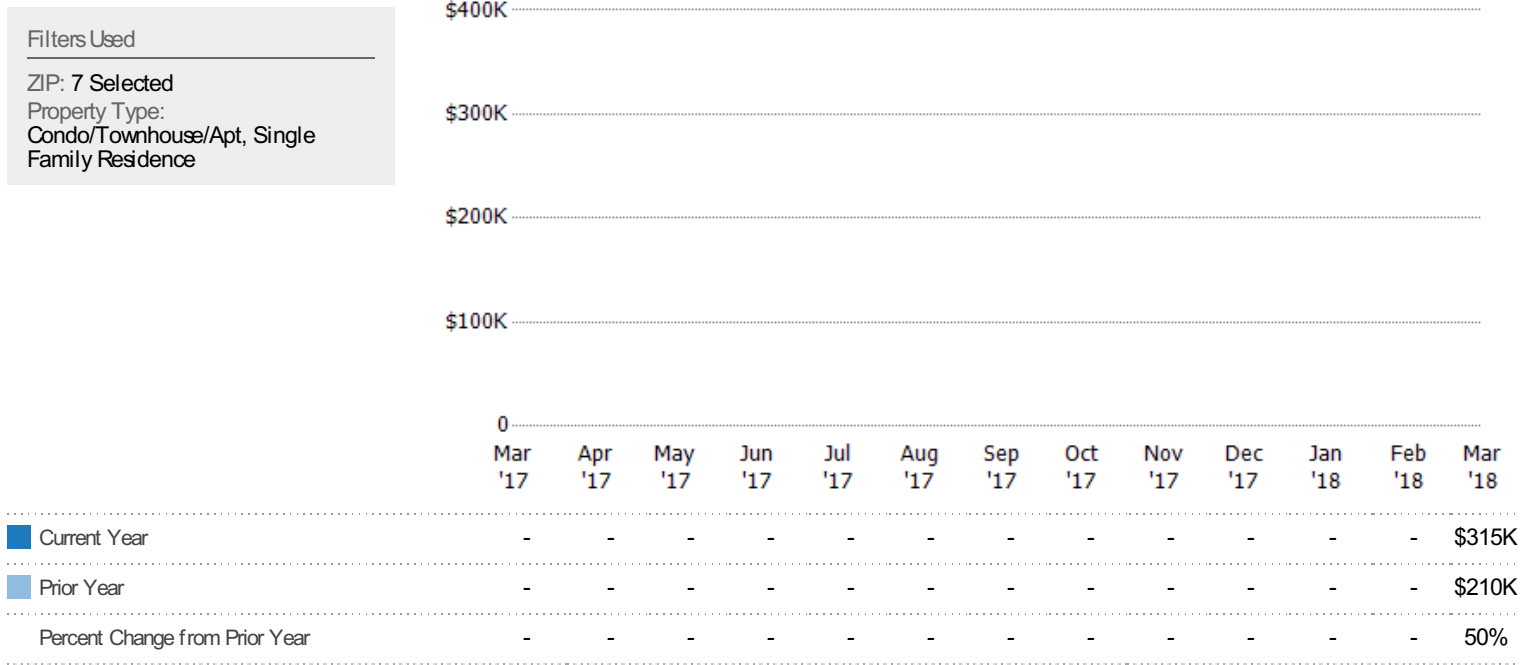 Filters Used
ZIP: 7 Selected
Property Type:
Condo/Townhouse/Apt, Single
Family Residence
$400K
$300K
$200K
$100K
0
Mar Apr May Jun Jul Aug Sep Oct Nov Dec Jan Feb Mar
'17 '17 '17 '17 '17 '17 '17 '17 '17 '17 '18 '18 '18
Current Year - - - - - - - - - - - - $315K
Prior Year - - - - - - - - - - - - $210K
Percent Change from Prior Year - - - - - - - - - - - - 50%